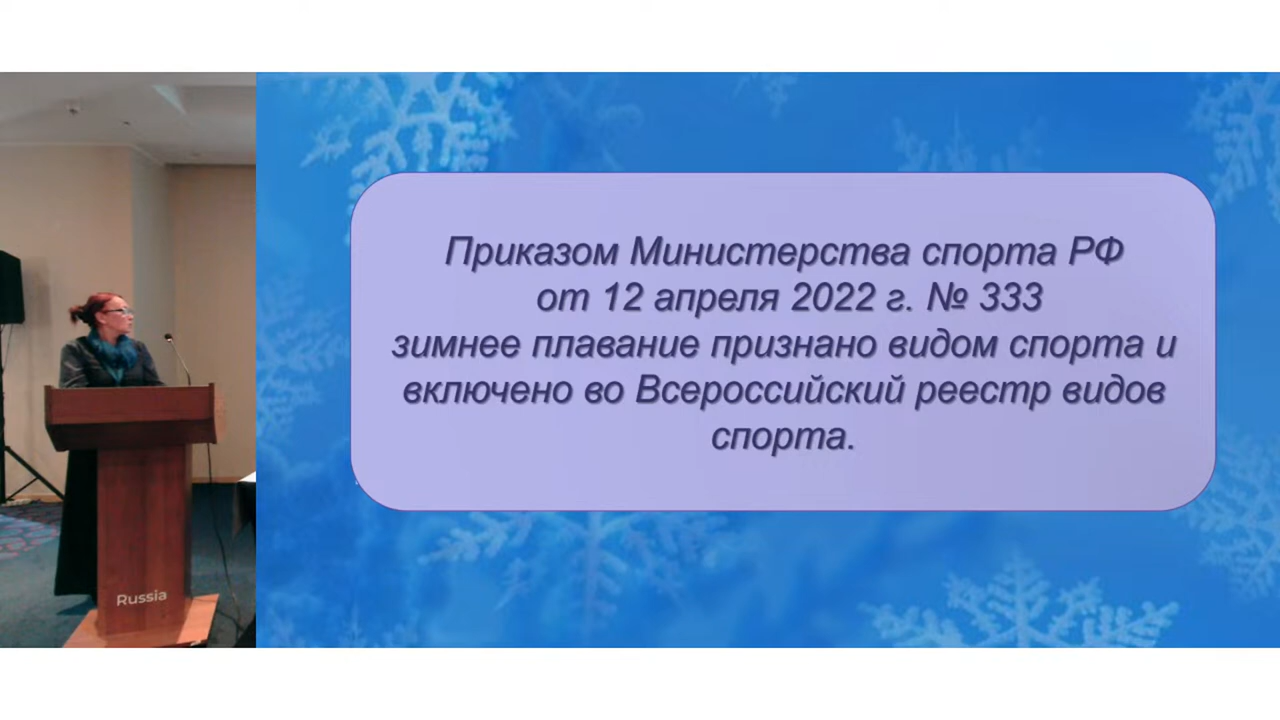 Приказом Министерства спорта РФ
от 12 апреля 2022 г. № 333
зимнее плавание признано видом спорта и
включено во Всероссийский реестр видов
спорта.
Russia